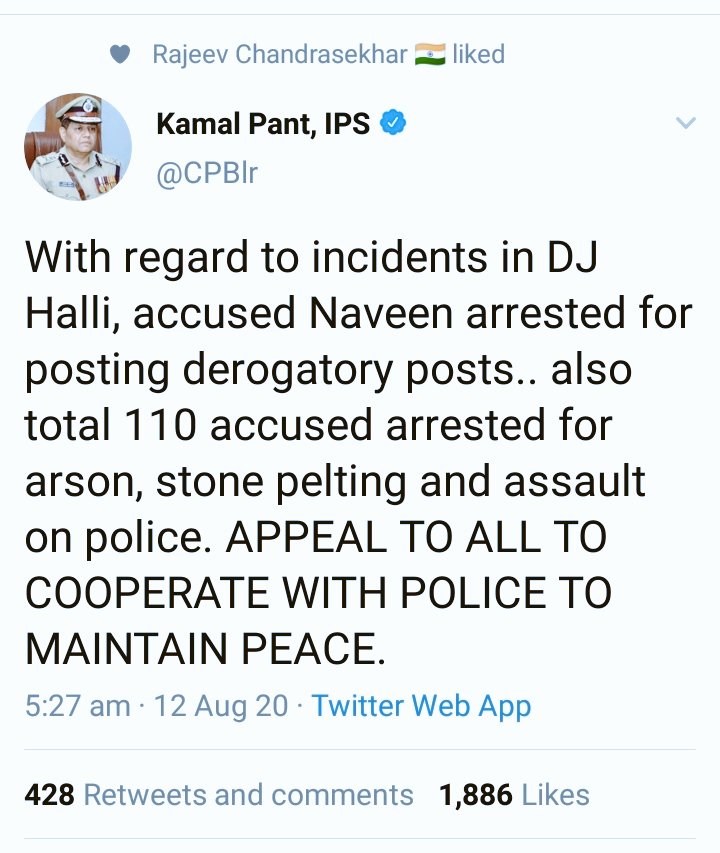 Rajeev Chandrasekhar 🇮🇳 liked
Kamal Pant, IPS
@CPBlr
With regard to incidents in DJ
Halli, accused Naveen arrested for
posting derogatory posts.. also
total 110 accused arrested for
arson, stone pelting and assault
on police. APPEAL TO ALL TO
COOPERATE WITH POLICE TO
MAINTAIN PEACE.
5:27 am · 12 Aug 20 · Twitter Web App
428 Retweets and comments 1,886 Likes